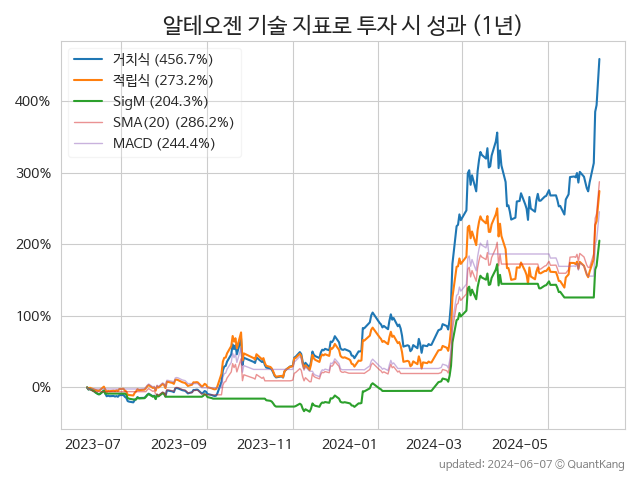 알테오젠 기술 지표로 투자 시 성과 (1년)
거치식 (456.7%)
적립식 (273.2%)
SigM (204.3%)
SMA(20) (286.2%)
MACD (244.4%)
400%
300%
200%
100%
0%
2023-07 2023-09 2023-11 2024-01 2024-03 2024-05
updated: 2024-06-07 © QuantKang